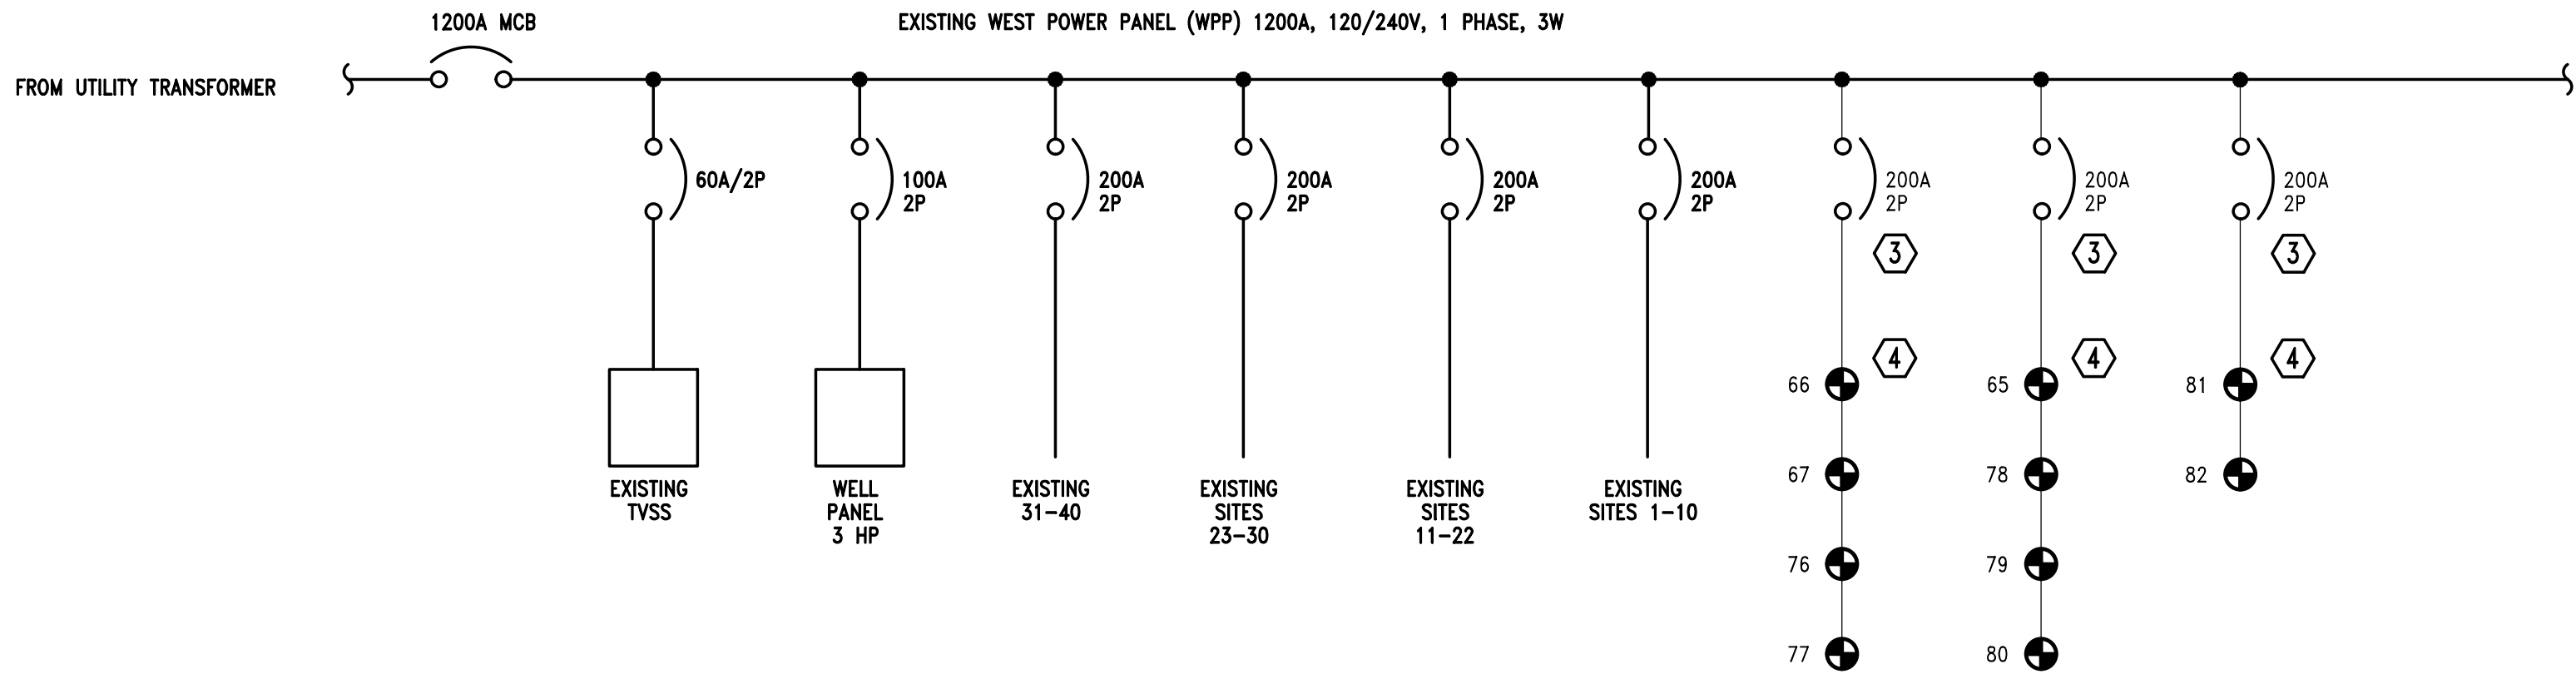 1200A MCB
EXISTING WEST POWER PANEL (WPP) 1200A, 120/240V, 1 PHASE, 3W
FROM UTILITY TRANSFORMER
60A/2P
100A
2P
200A
2P
200A
2P
200A
2P
200A
2P
200A
2P
200A
2P
200A
2P
3
3
3
4
4
4
66
65
81
67
78
82
76
79
77
80
EXISTING
TVSS
WELL
PANEL
3 HP
EXISTING
31-40
EXISTING
SITES
23-30
EXISTING
SITES
11-22
EXISTING
SITES 1-10